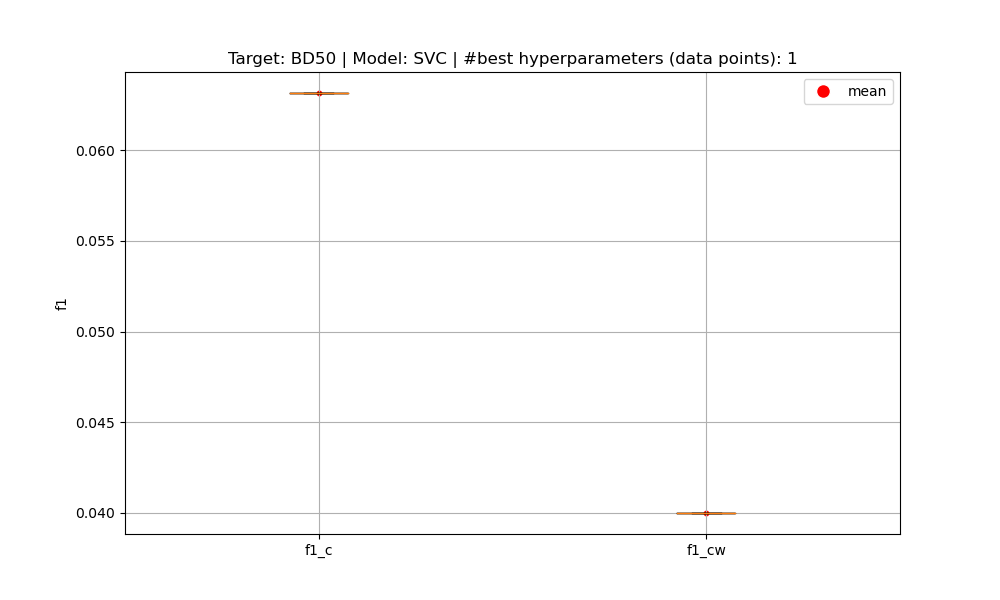 Target: BD50 | Model: SVC | #best hyperparameters (data points): 1
mean
0.060
0.055
0.050
0.045
0.040
f1
f1_c
f1_cw